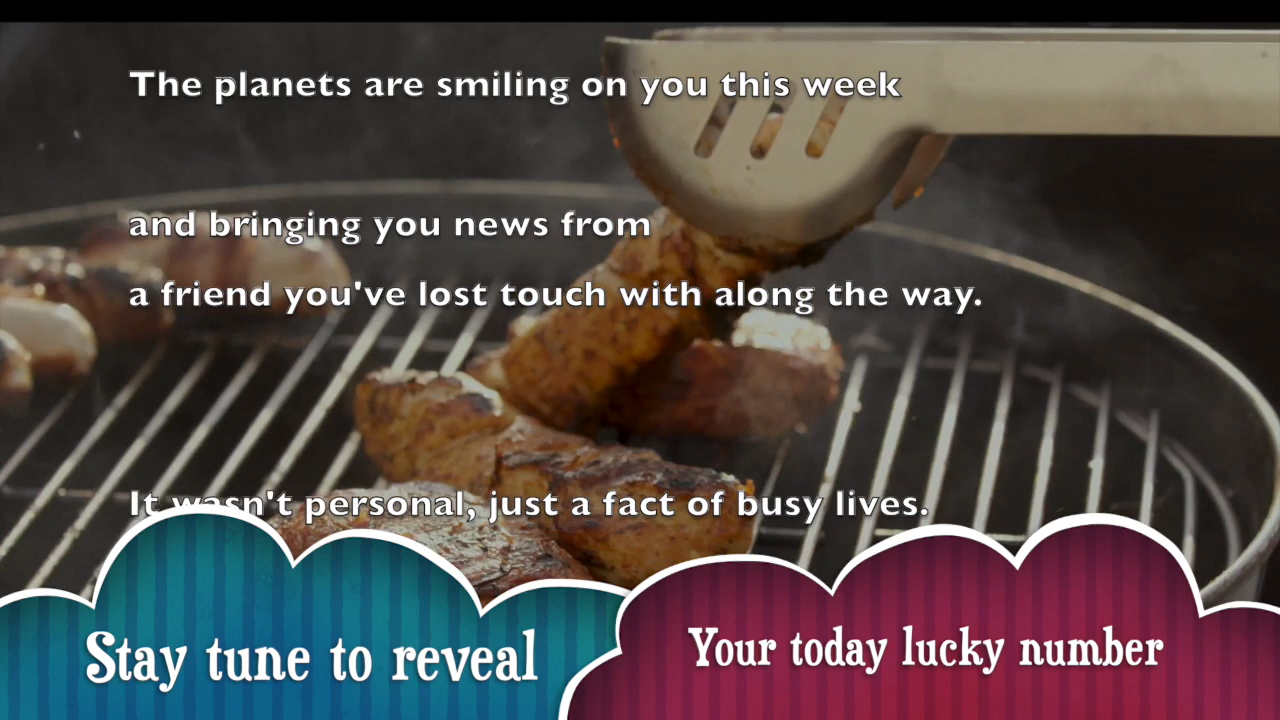 The planets are smiling on you this week
and bringing you news from
a friend you've lost touch with along the way.
It wasn't personal, just a fact of busy lives.
Stay tune to reveal
Your today lucky number